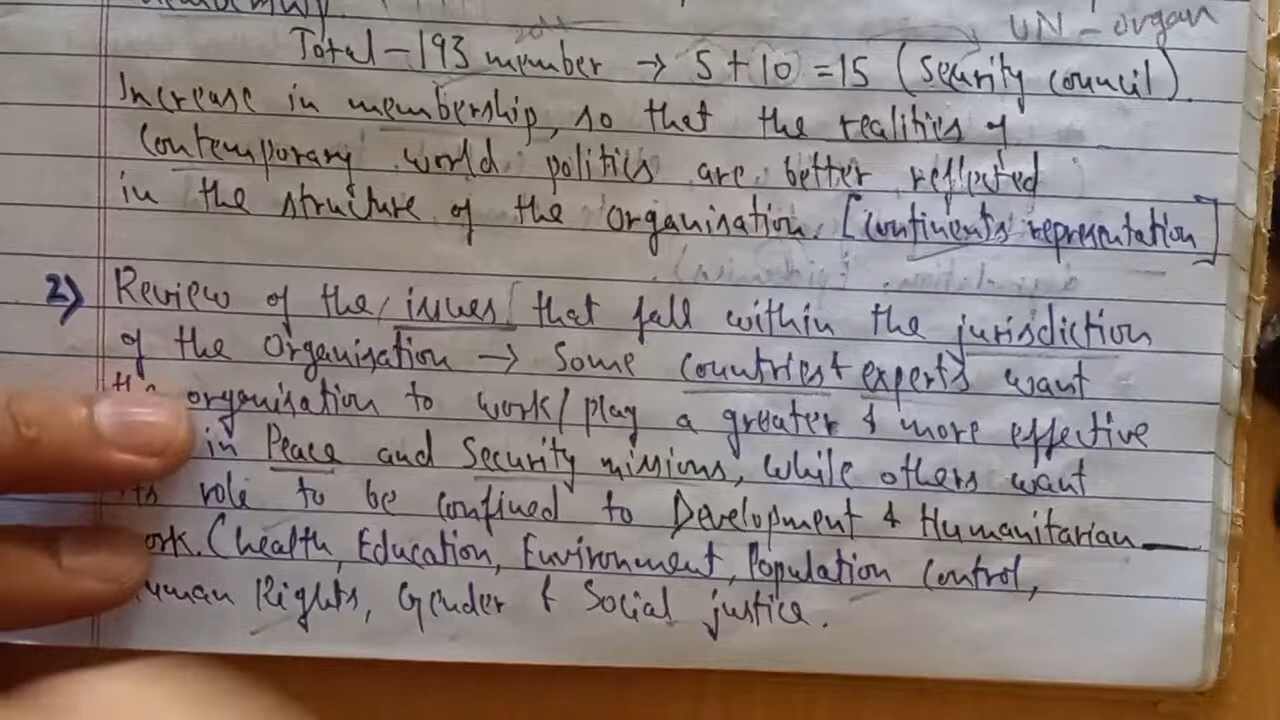 UN - organ
Total - 193 member → 5 + 10 = 15 (Security council).
Increase in membership, so that the realities of
contemporary world politics are better reflected
in the structure of the Organisation. [continents representation]
2) Review of the issues that fall within the jurisdiction
of the Organisation → Some countries + experts want
organisation to work/play a greater & more effective
in Peace and Security missions, while others want
its role to be confined to Development & Humanitarian
ork. (health, Education, Environment, Population control,
uman Rights, Gender & Social justice.